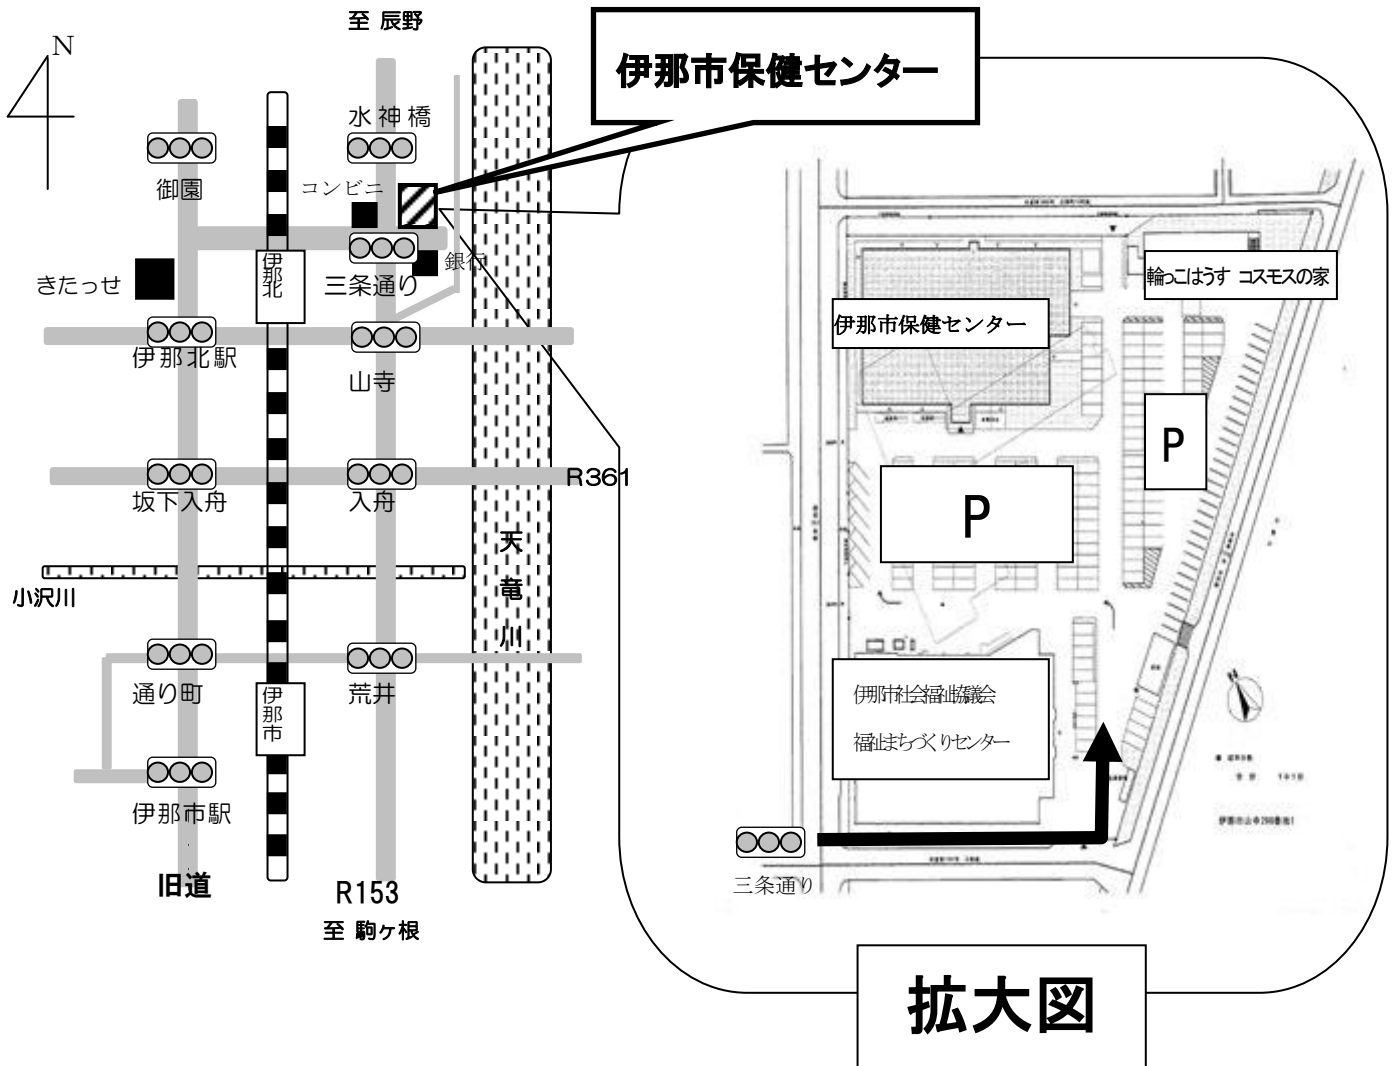 至 辰野
N
伊那市保健センター
水神橋
御園
コンビニ
伊那北
銀行
三条通り
きたっせ
伊那北駅
山寺
坂下入舟
入舟
R361
天竜川
小沢川
通り町
伊那市
荒井
伊那市駅
旧道
R153
至 駒ヶ根
輪っこはうす コスモスの家
伊那市保健センター
P
P
伊那市社会福祉協議会
福祉まちづくりセンター
N
三条通り
拡大図